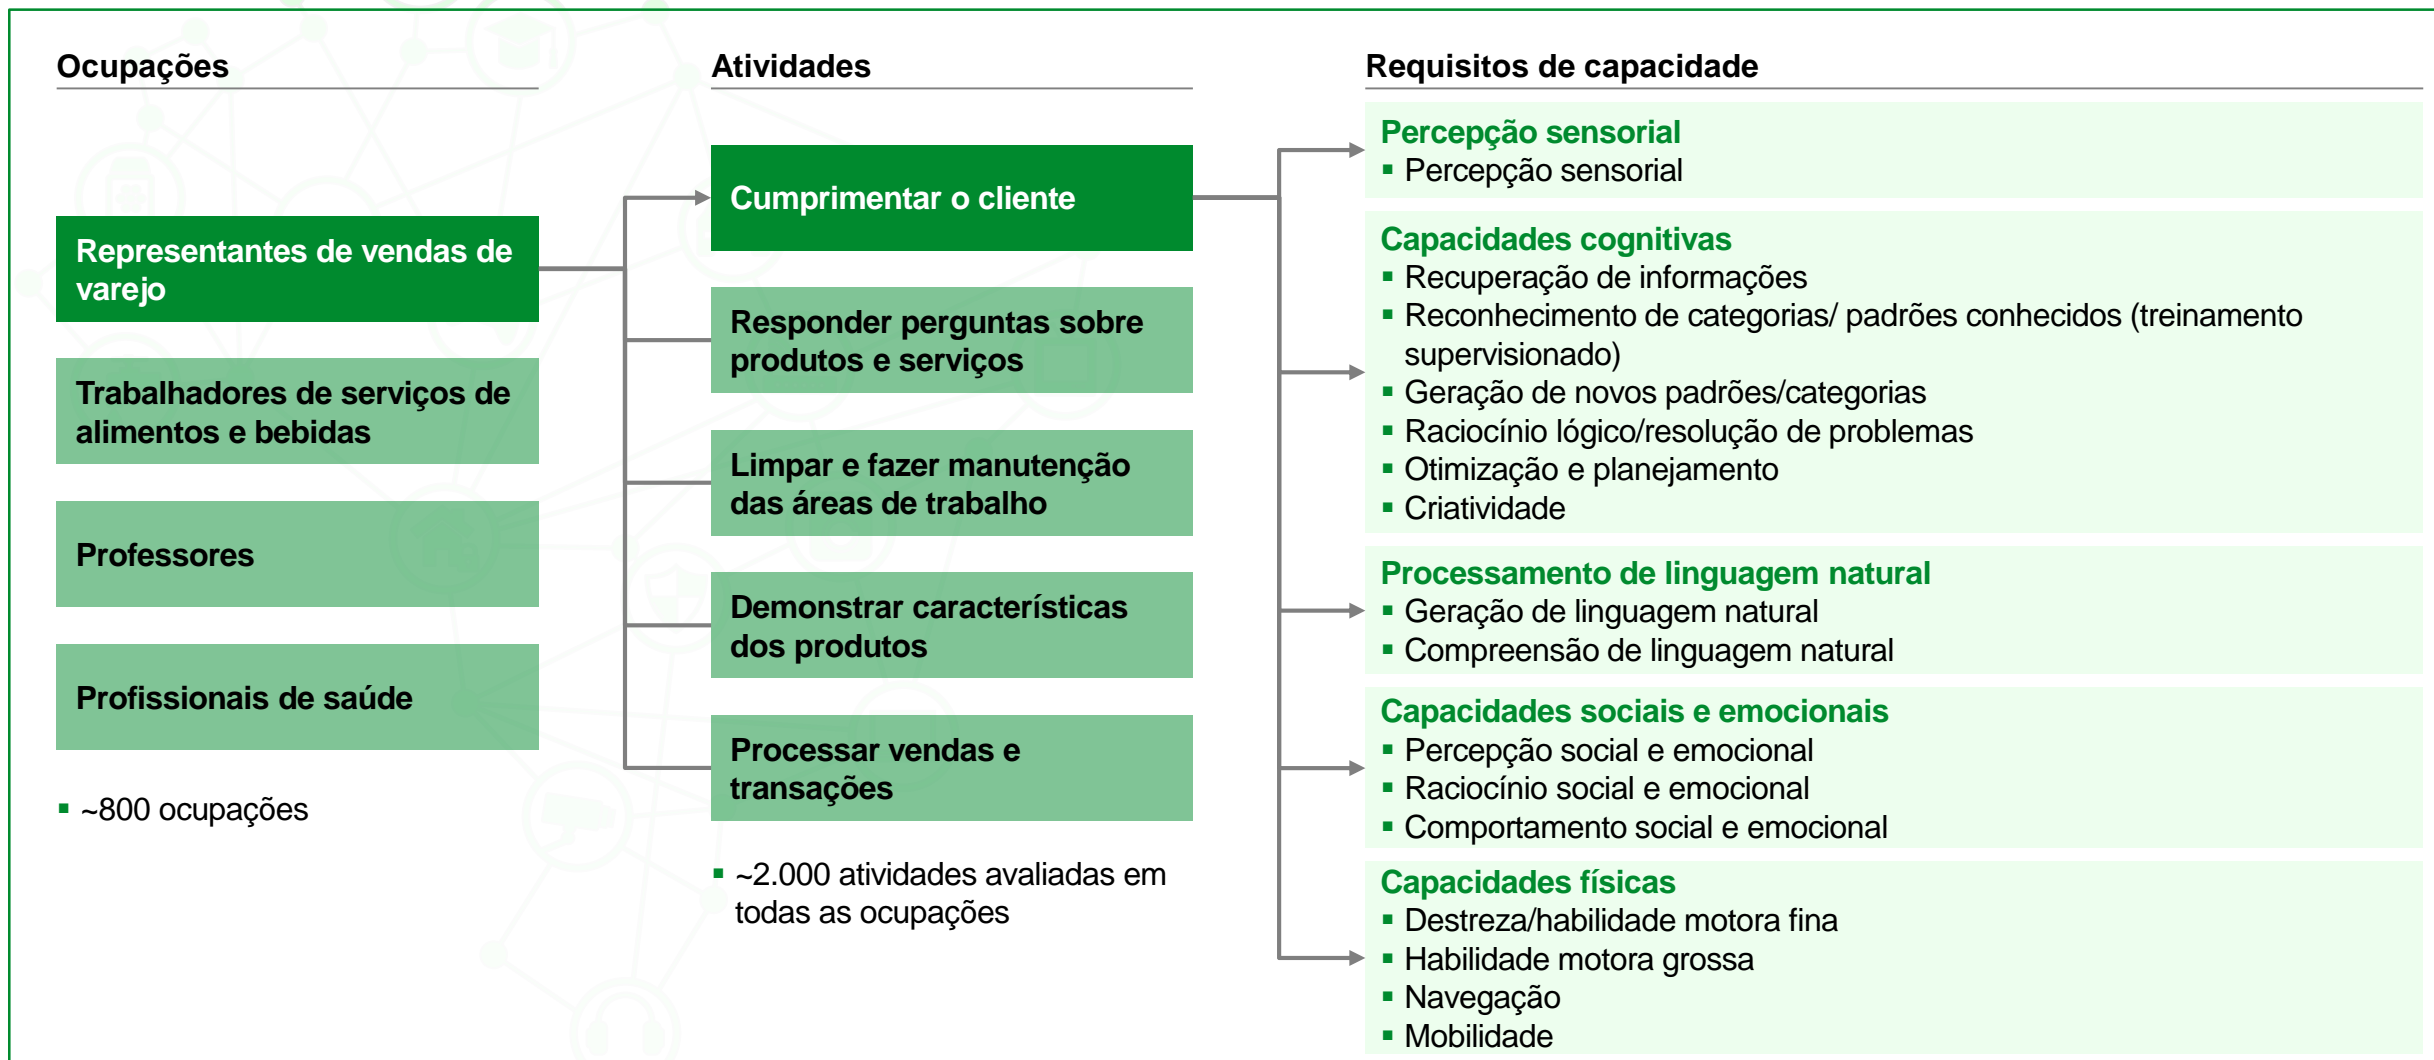 Ocupações
Representantes de vendas de
varejo
Trabalhadores de serviços de
alimentos e bebidas
Professores
Profissionais de saúde
▪ ~800 ocupações
Atividades
Cumprimentar o cliente
Responder perguntas sobre
produtos e serviços
Limpar e fazer manutenção
das áreas de trabalho
Demonstrar características
dos produtos
Processar vendas e
transações
▪ ~2.000 atividades avaliadas em
todas as ocupações
Requisitos de capacidade
Percepção sensorial
▪ Percepção sensorial
Capacidades cognitivas
▪ Recuperação de informações
▪ Reconhecimento de categorias/ padrões conhecidos (treinamento
supervisionado)
▪ Geração de novos padrões/categorias
▪ Raciocínio lógico/resolução de problemas
▪ Otimização e planejamento
▪ Criatividade
Processamento de linguagem natural
▪ Geração de linguagem natural
▪ Compreensão de linguagem natural
Capacidades sociais e emocionais
▪ Percepção social e emocional
▪ Raciocínio social e emocional
▪ Comportamento social e emocional
Capacidades físicas
▪ Destreza/habilidade motora fina
▪ Habilidade motora grossa
▪ Navegação
▪ Mobilidade